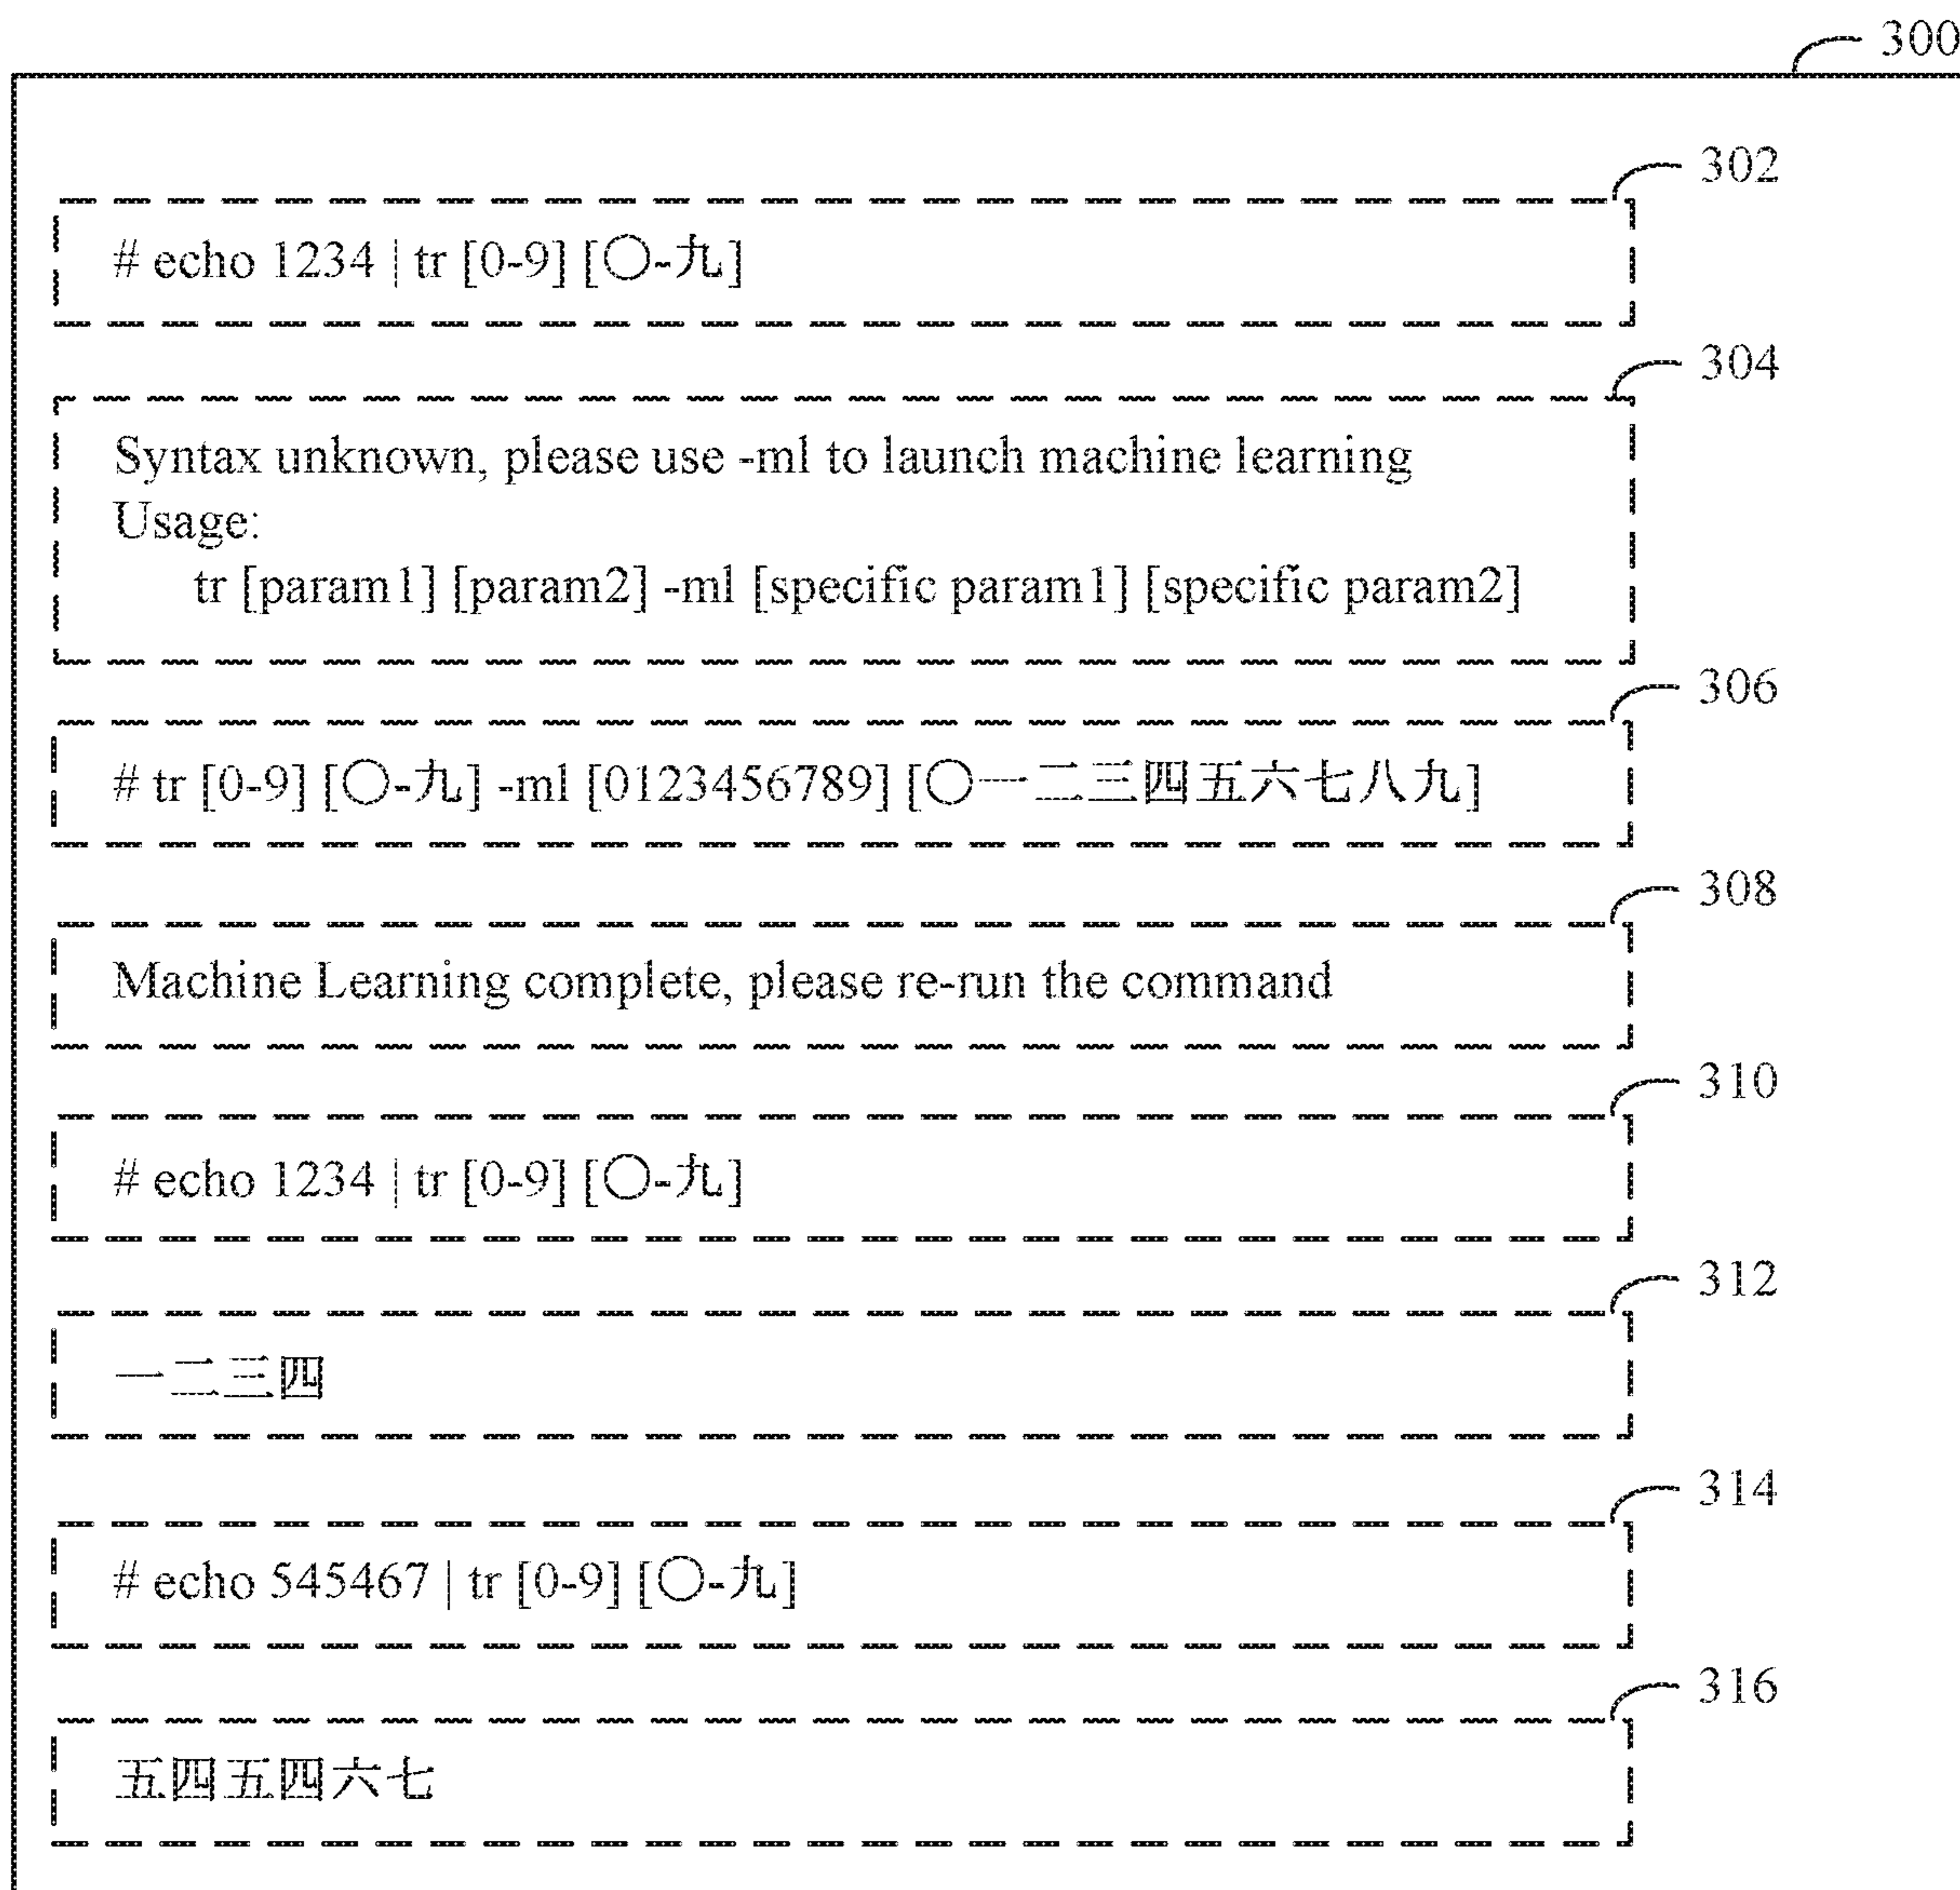 300
302
# echo 1234 | tr [0-9] [〇-九]
304
Syntax unknown, please use -ml to launch machine learning
Usage:
tr [param1] [param2] -ml [specific param1] [specific param2]
306
# tr [0-9] [〇-九] -ml [0123456789] [〇一二三四五六七八九]
308
Machine Learning complete, please re-run the command
310
# echo 1234 | tr [0-9] [〇-九]
312
一二三四
314
# echo 545467 | tr [0-9] [〇-九]
316
五四五四六七